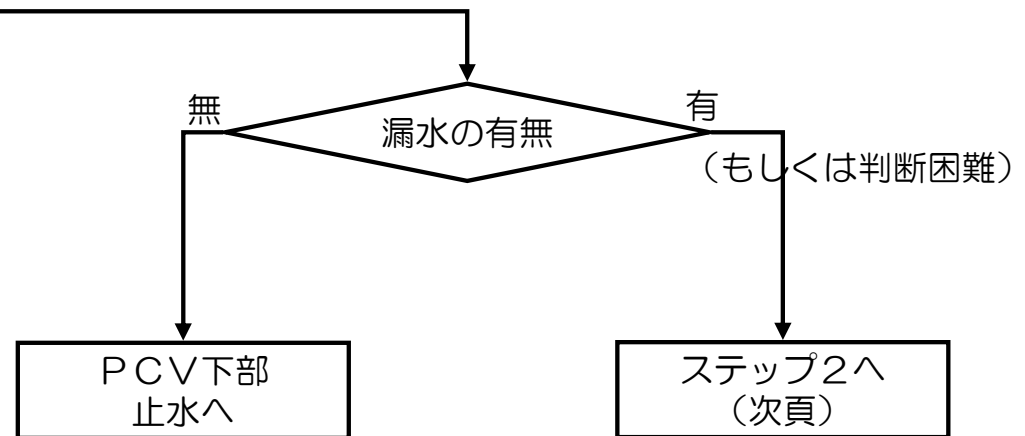 無
有
漏水の有無
（もしくは判断困難）
ＰＣＶ下部
止水へ
ステップ２へ
（次頁）